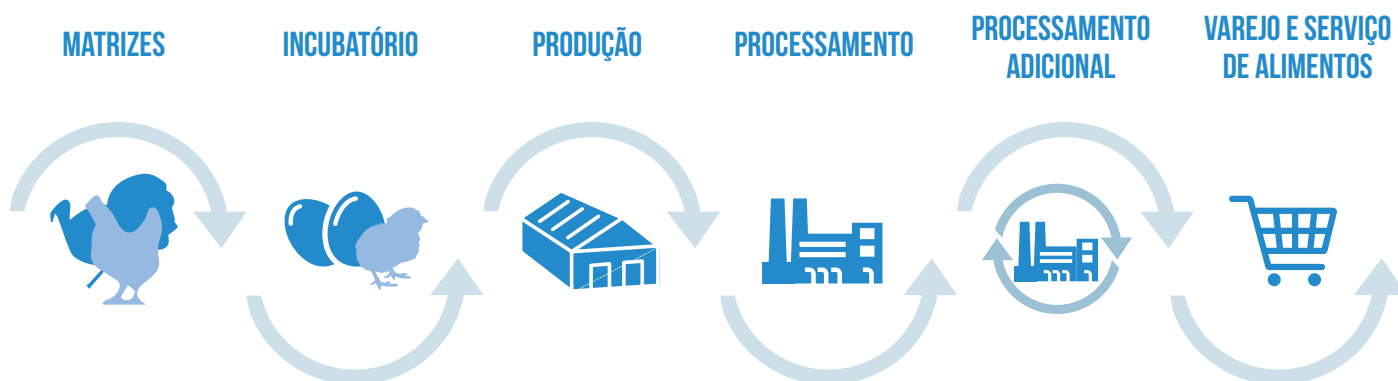 MATRIZES
INCUBATÓRIO
PRODUÇÃO
PROCESSAMENTO
PROCESSAMENTO
ADICIONAL
VAREJO E SERVIÇO
DE ALIMENTOS